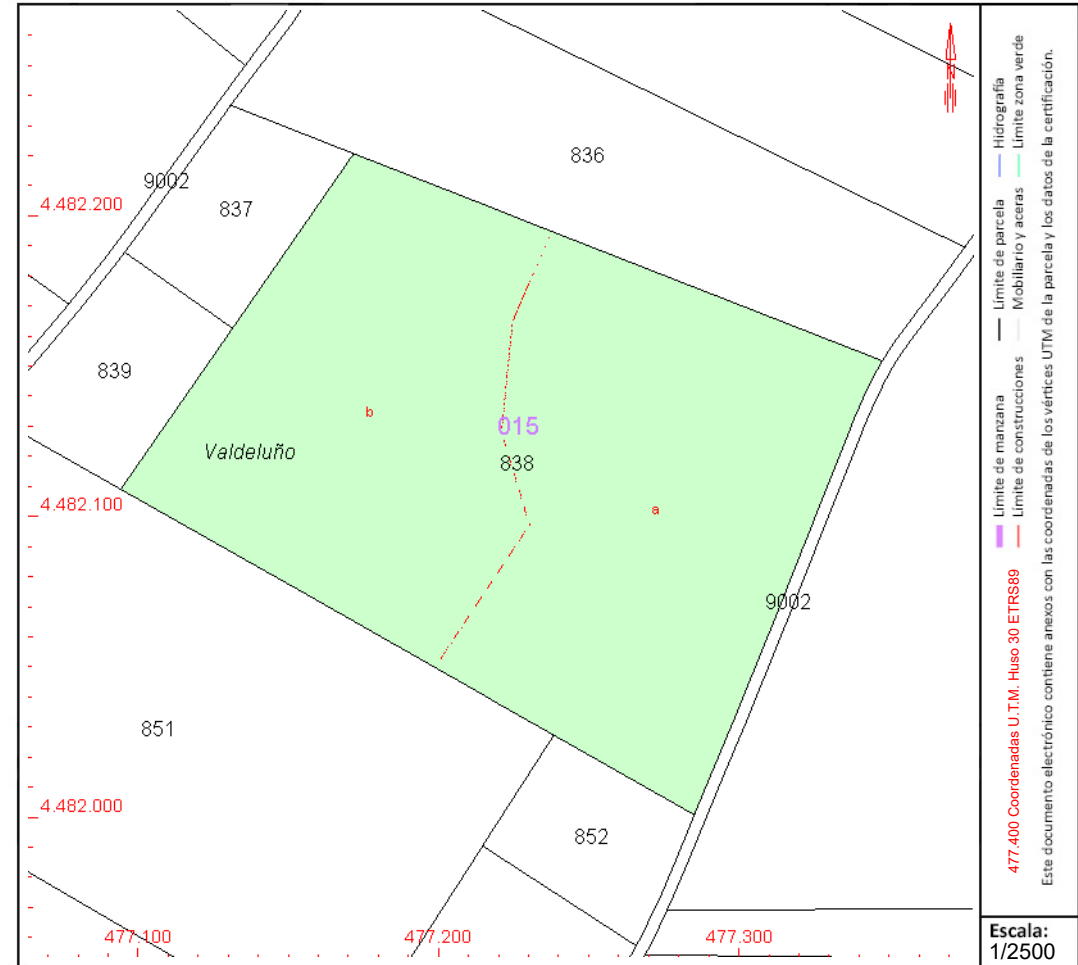 836
9002
4.482.200
837
839
b
015
Valdeluño
838
4.482.100
a
9002
851
4.482.000
852
477.100
477.200
477.300
N
Límite de manzana
Límite de parcela
Hidrografía
Límite de construcciones
Mobiliario y aceras
Límite zona verde
477.400 Coordenadas U.T.M. Huso 30 ETRS89
Este documento electrónico contiene anexos con las coordenadas de los vértices UTM de la parcela y los datos de la certificación.
Escala:
1/2500